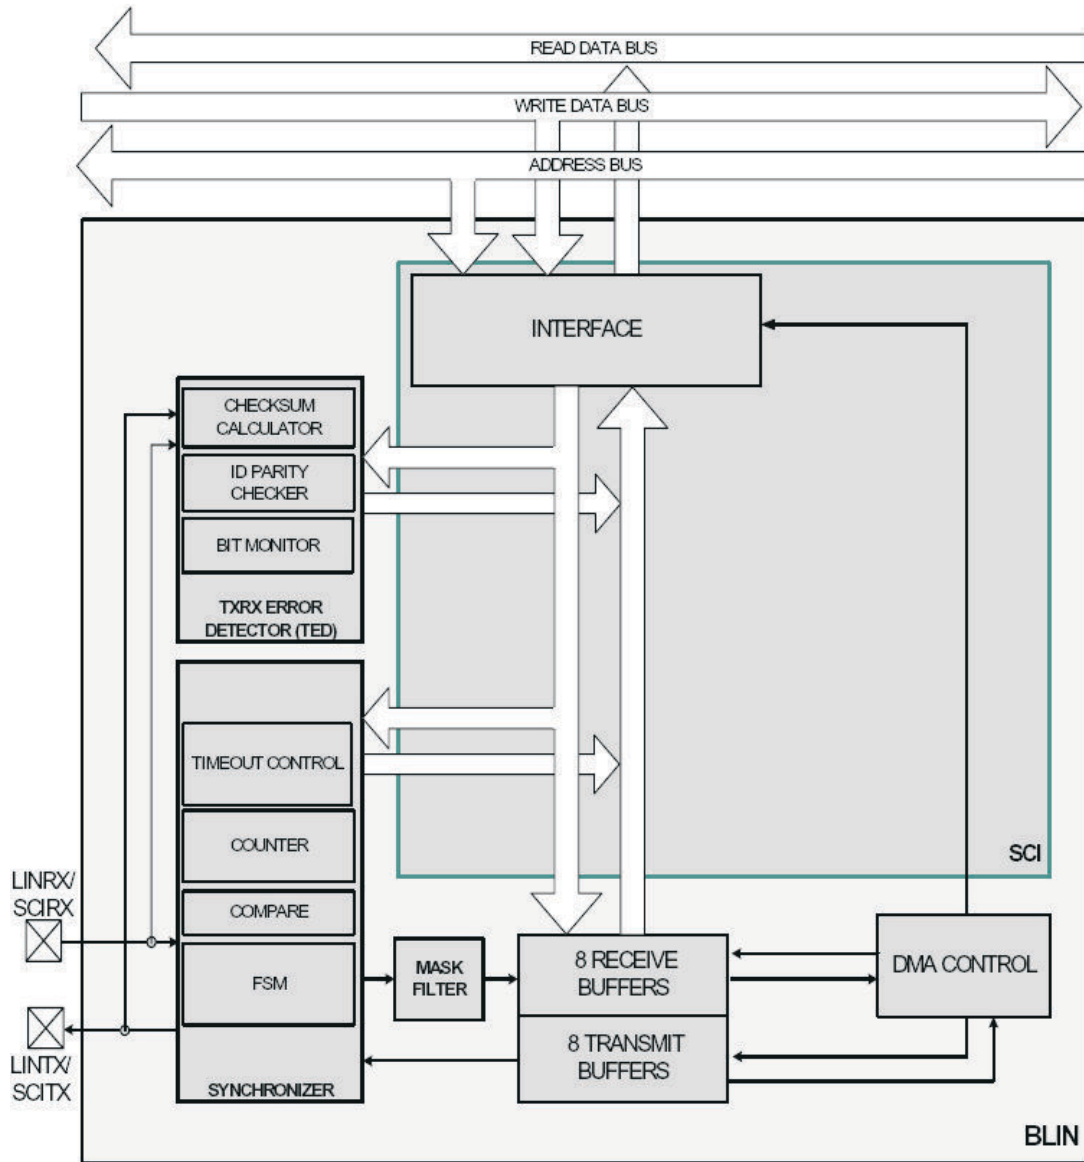 READ DATA BUS
WRITE DATA BUS
ADDRESS BUS
INTERFACE
CHECKSUM
CALCULATOR
ID PARITY
CHECKER
BIT MONITOR
TXRX ERROR
DETECTOR (TED)
TIMEOUT CONTROL
COUNTER
COMPARE
FSM
SYNCHRONIZER
LINRX/
SCIRX
LINTX/
SCITX
MASK
FILTER
8 RECEIVE
BUFFERS
8 TRANSMIT
BUFFERS
SCI
DMA CONTROL
BLIN